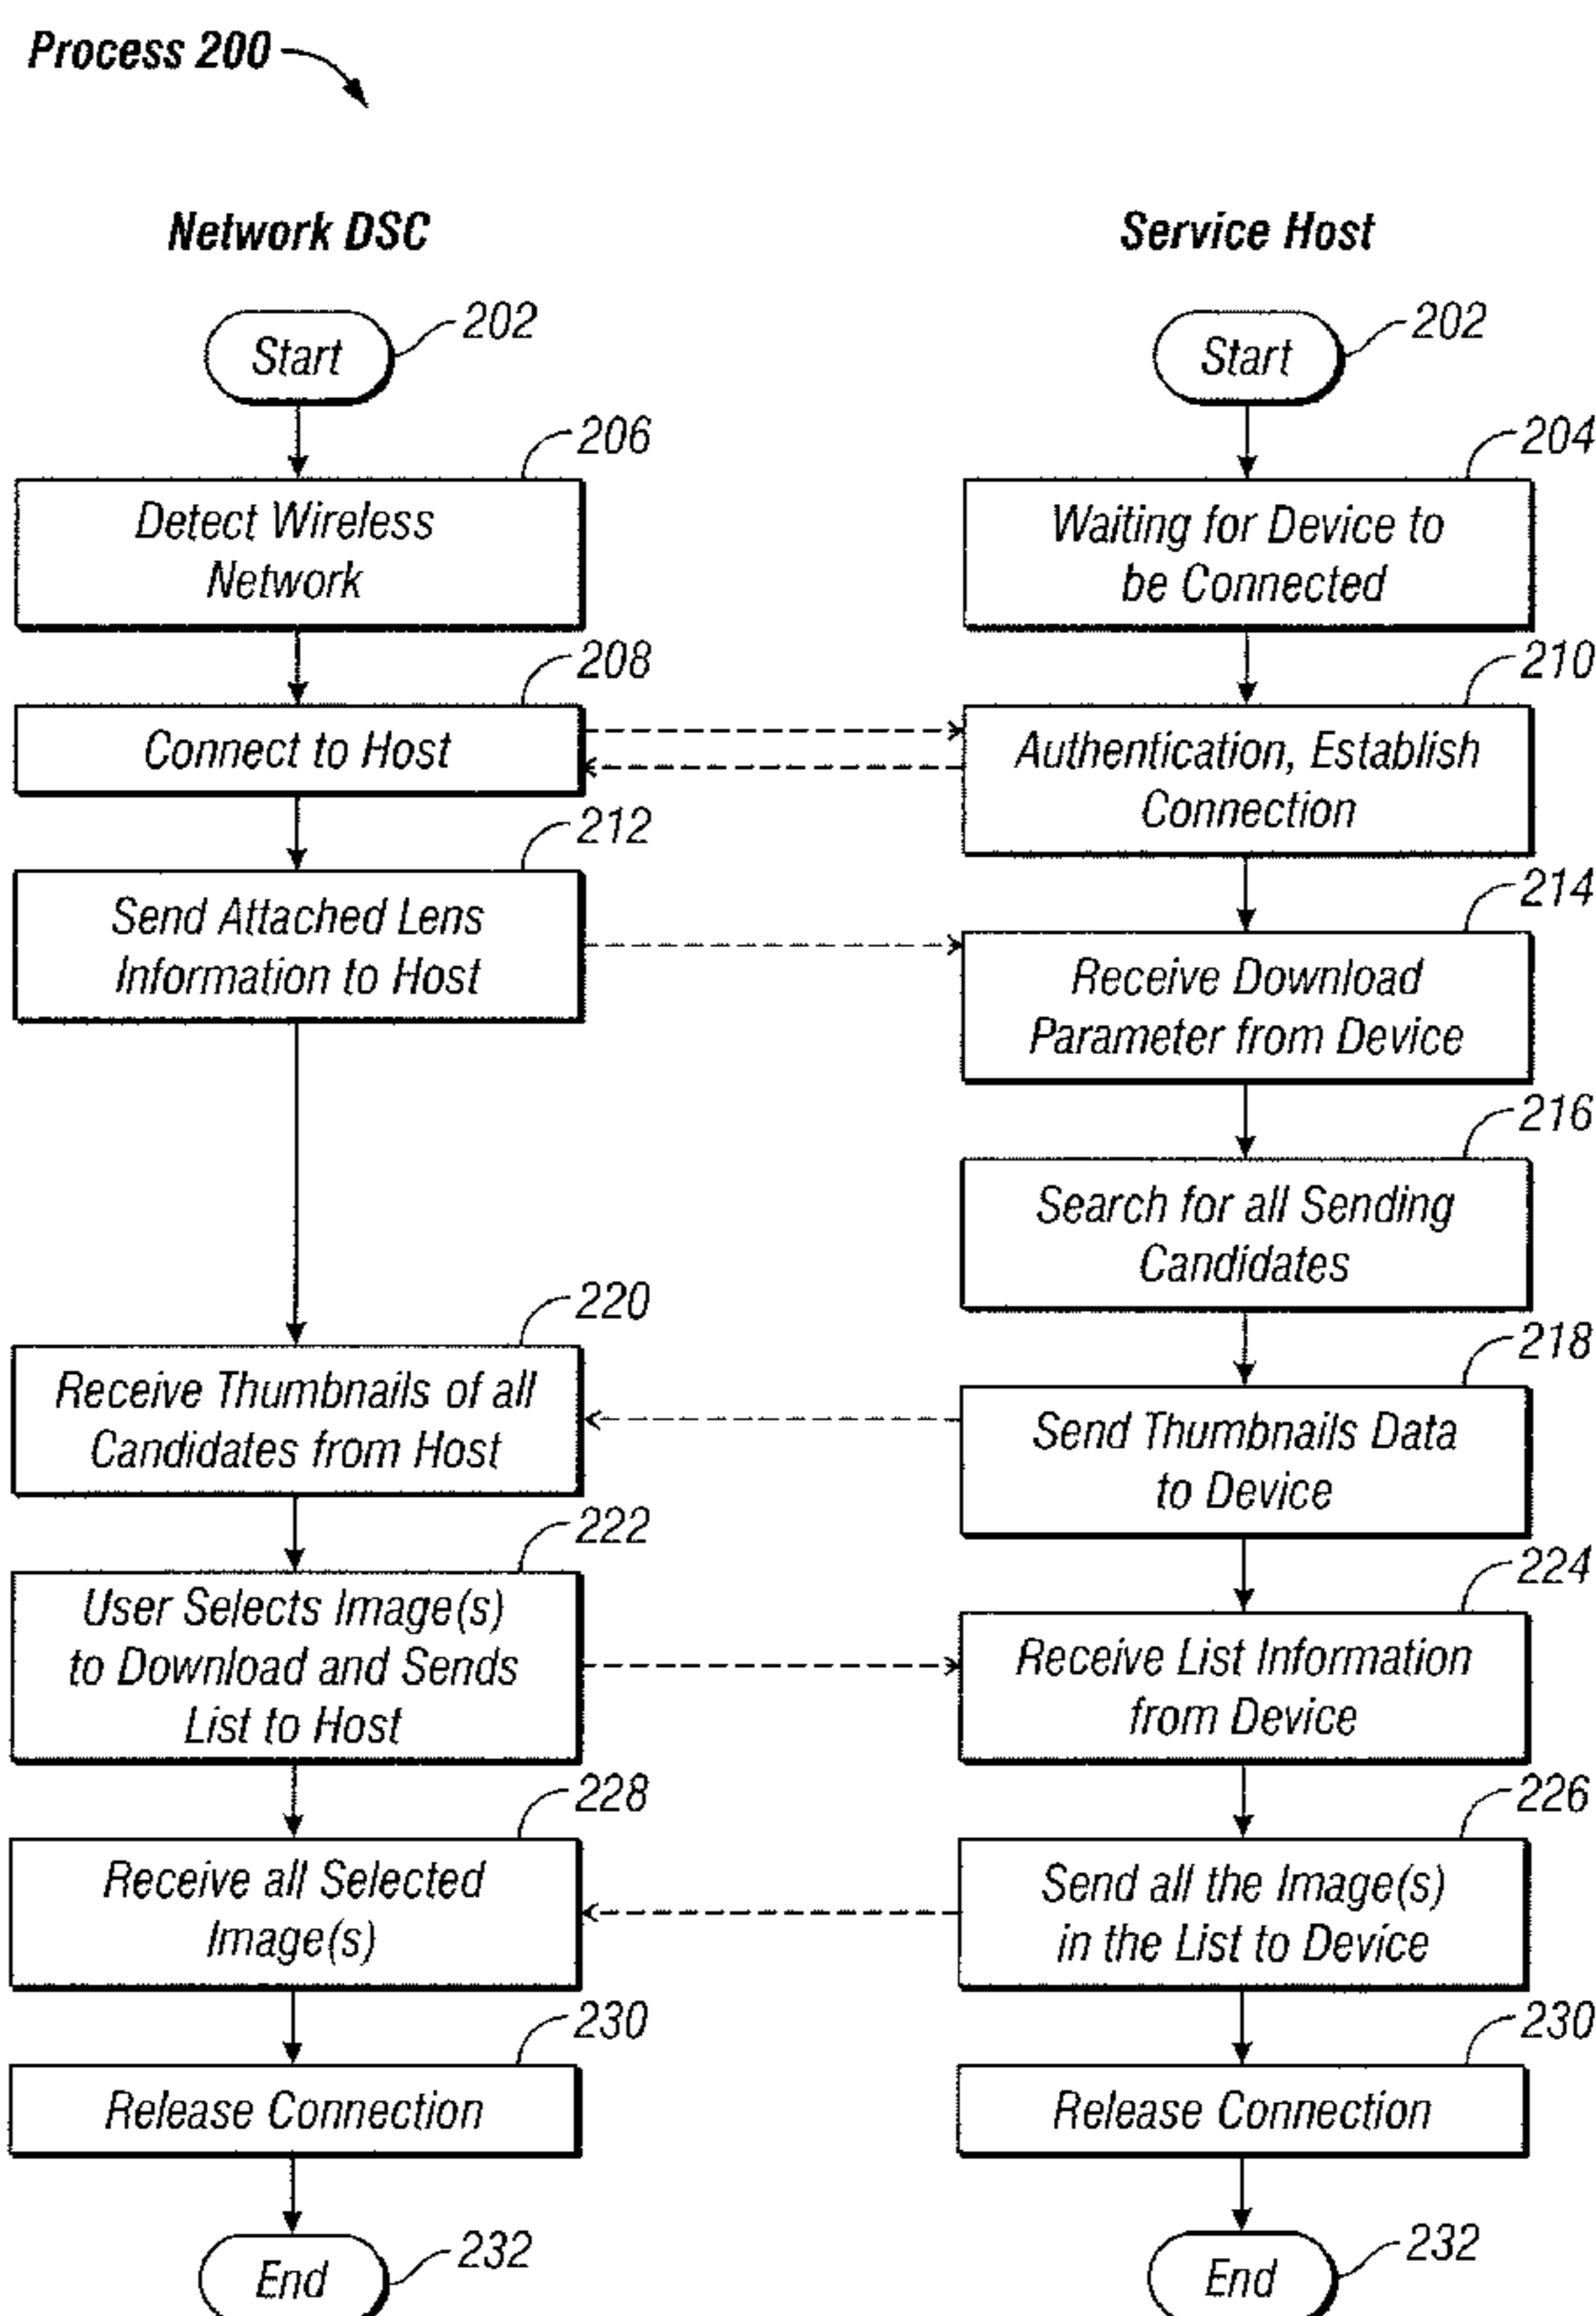 Process 200
Network DSC
Service Host
Start
202
Start
202
206
Detect Wireless
Network
204
Waiting for Device to
be Connected
208
Connect to Host
210
Authentication, Establish
Connection
212
Send Attached Lens
Information to Host
214
Receive Download
Parameter from Device
216
Search for all Sending
Candidates
220
Receive Thumbnails of all
Candidates from Host
218
Send Thumbnails Data
to Device
222
User Selects Image(s)
to Download and Sends
List to Host
224
Receive List Information
from Device
228
Receive all Selected
Image(s)
226
Send all the Image(s)
in the List to Device
230
Release Connection
230
Release Connection
End
232
End
232